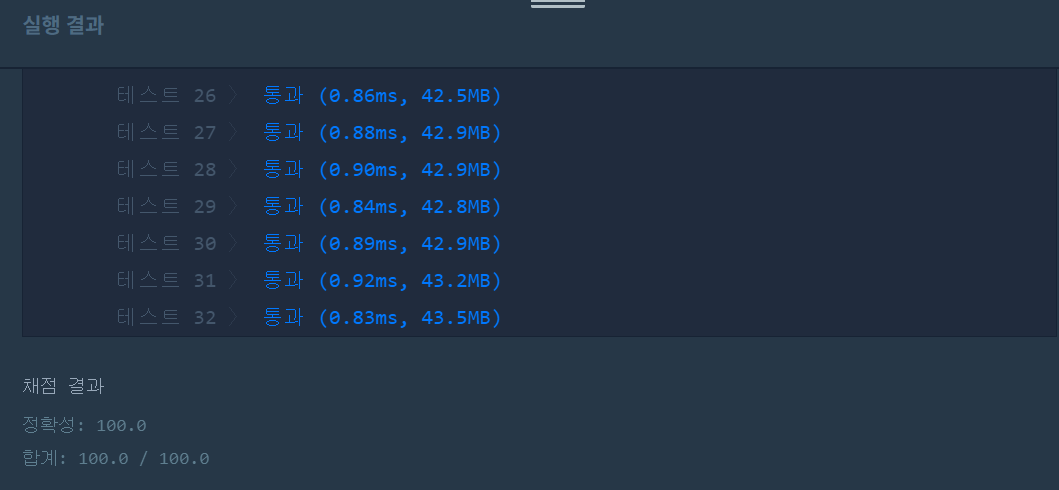 실행 결과
테스트 26 〉 통과 (0.86ms, 42.5MB)
테스트 27 〉 통과 (0.88ms, 42.9MB)
테스트 28 〉 통과 (0.90ms, 42.9MB)
테스트 29 〉 통과 (0.84ms, 42.8MB)
테스트 30 〉 통과 (0.89ms, 42.9MB)
테스트 31 〉 통과 (0.92ms, 43.2MB)
테스트 32 〉 통과 (0.83ms, 43.5MB)
채점 결과
정확성: 100.0
합계: 100.0 / 100.0